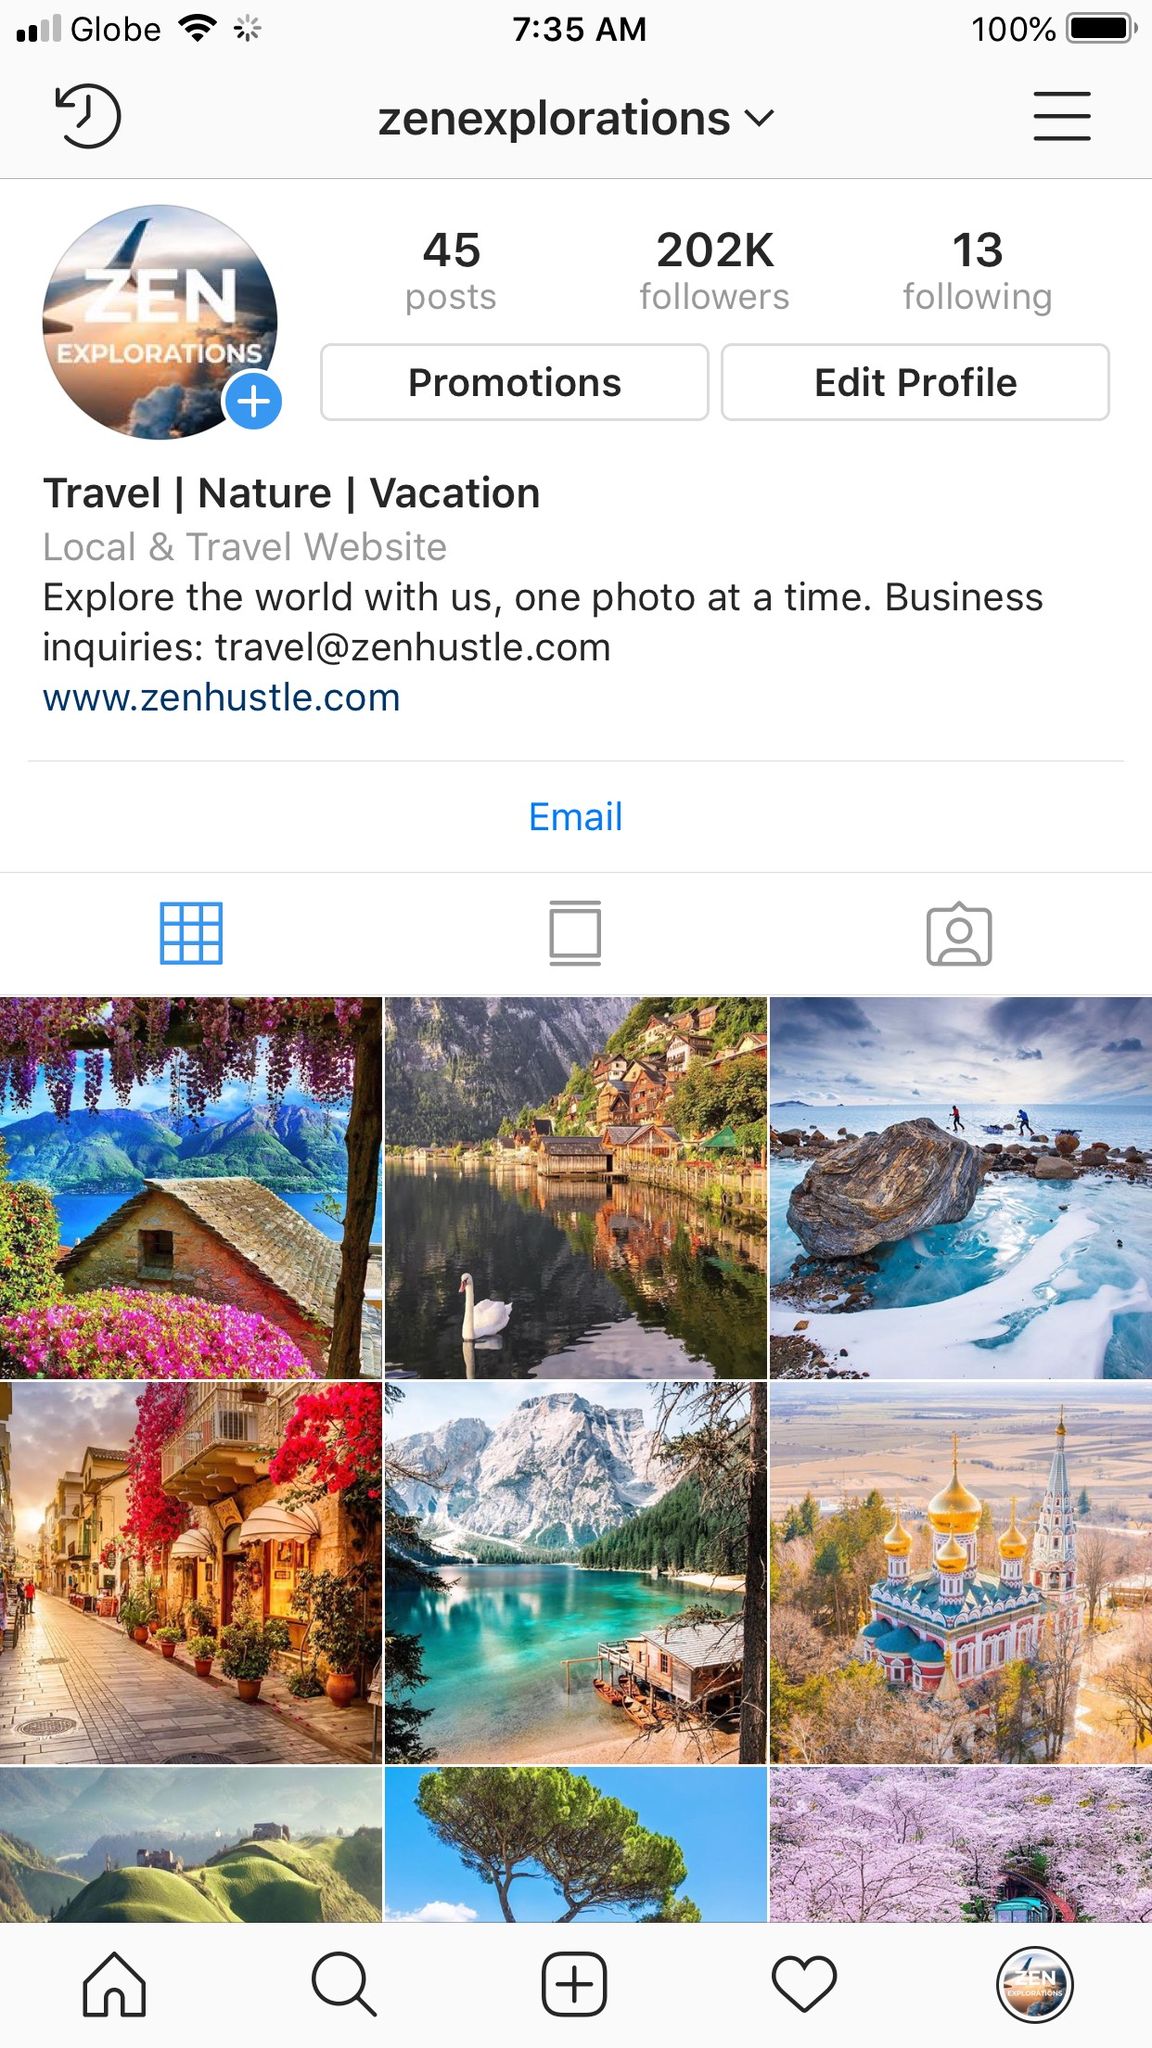 Globe 7:35 AM 100%
zenexplorations
ZEN
EXPLORATIONS
45 202K 13
posts followers following
Promotions Edit Profile
Travel | Nature | Vacation
Local & Travel Website
Explore the world with us, one photo at a time. Business
inquiries: travel@zenhustle.com
www.zenhustle.com
Email
ZEN
EXPLORATIONS